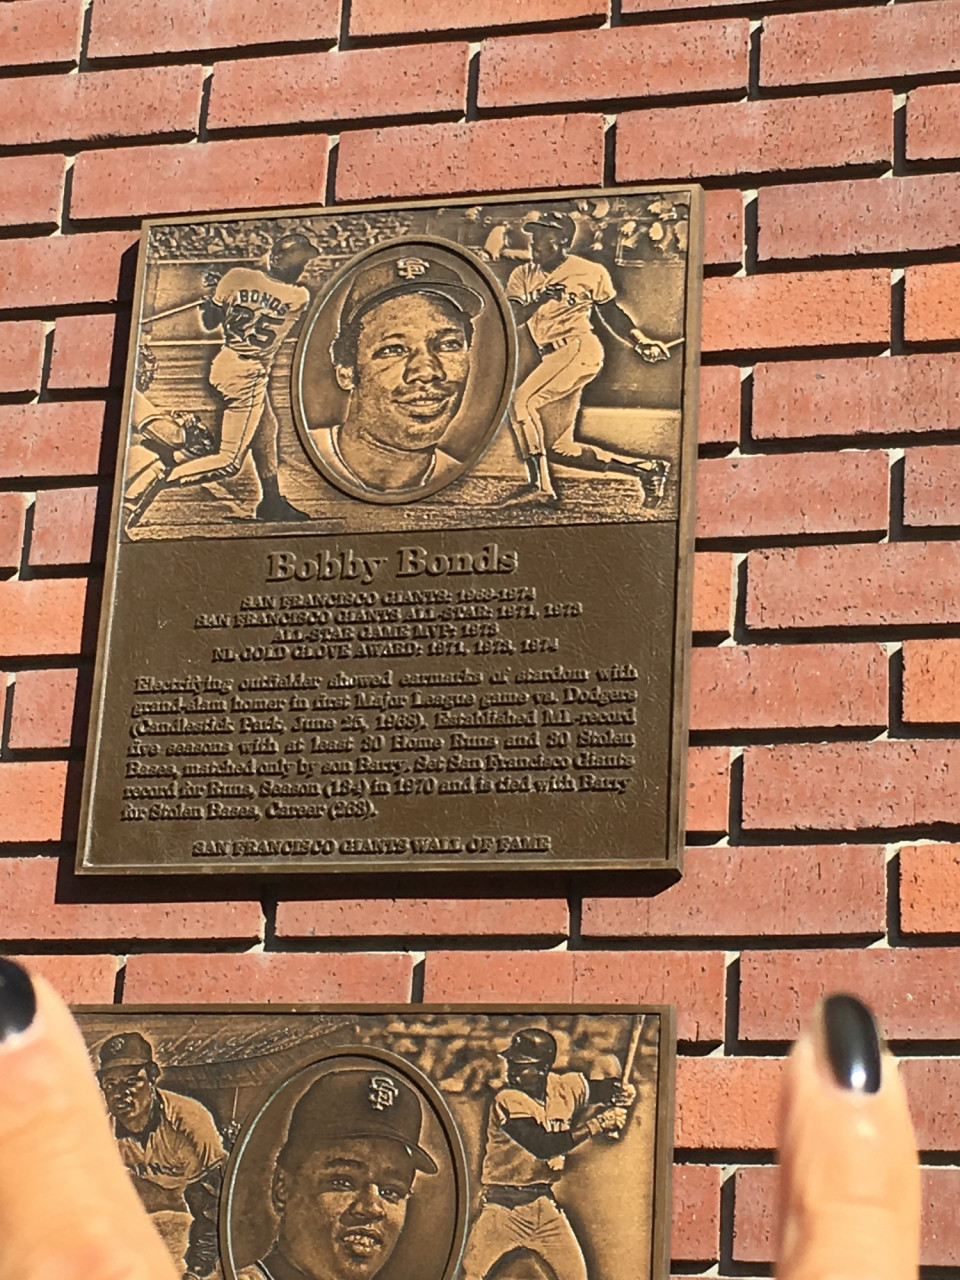 BONDS
25
SF
Bobby Bonds
SAN FRANCISCO GIANTS: 1968-1974
SAN FRANCISCO GIANTS ALL-STAR: 1971, 1973
ALL-STAR GAME MVP: 1973
NL GOLD GLOVE AWARD: 1971, 1973, 1974
Electrifying outfielder showed earmarks of stardom with
grand-slam homer in first Major League game vs. Dodgers
(Candlestick Park, June 25, 1968). Established ML-record
five seasons with at least 30 Home Runs and 30 Stolen
Bases, matched only by son Barry. Set San Francisco Giants
record for Runs, Season (134) in 1970 and is tied with Barry
for Stolen Bases, Career (263).
SAN FRANCISCO GIANTS WALL OF FAME
SF